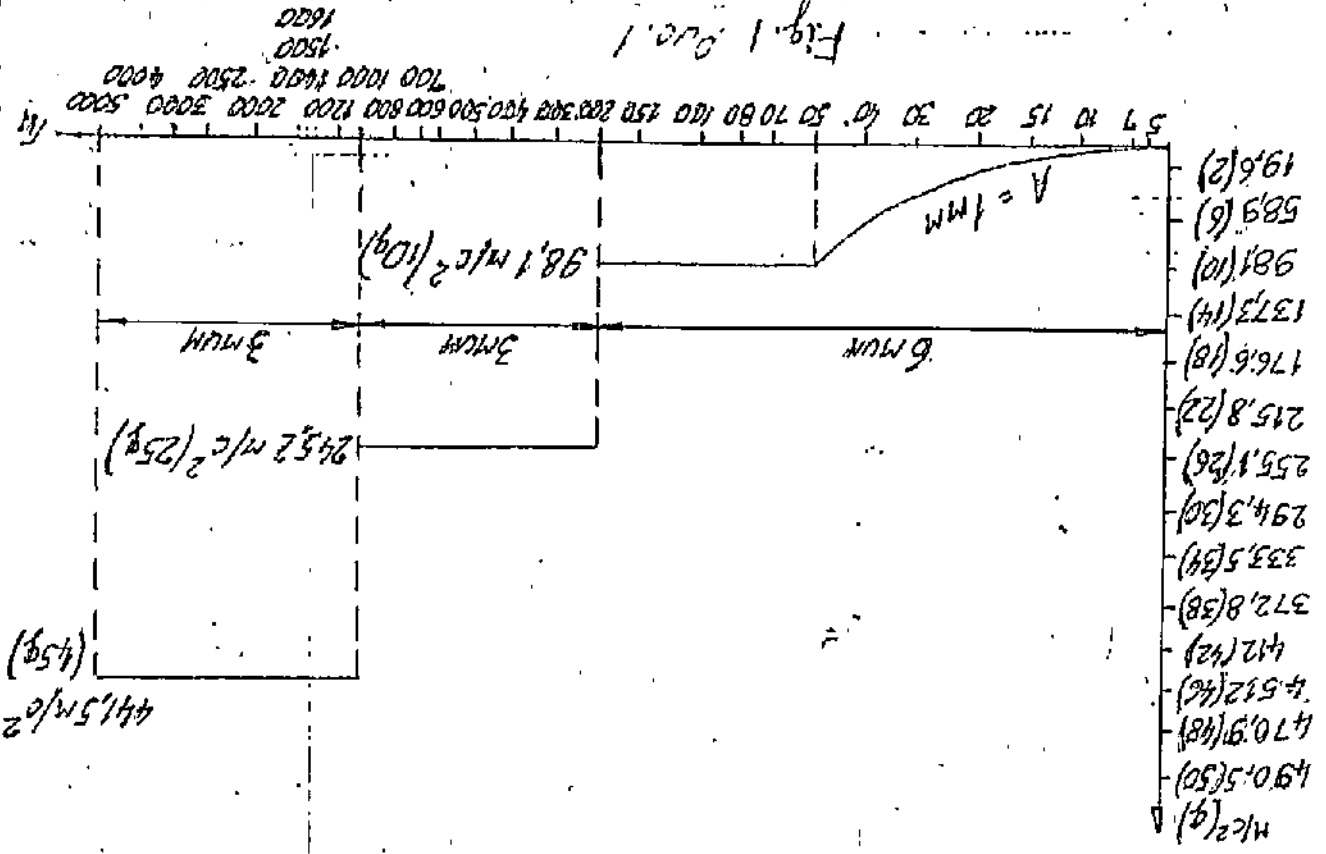 м/с²(g)
490,5(50)
470,9(48)
451,2(46)
441,5 м/с²
(45g)
412(42)
372,8(38)
333,5(34)
294,3(30)
255,1(26)
245,2 м/с² (25g)
215,8(22)
176,6(18)
6 мин 3 мин 3 мин
137,3(14)
98,1(10)
98,1 м/с² (10g)
58,9(6)
A = 1мм
19,6(2)
Гц
5 7 10 15 20 30 40 50 70 80 100 150 200 300 400 500 600 800 1200 2000 3000 5000
700 1000 1400 2500 4000
1500
1600
Fig. 1 Рис. 1